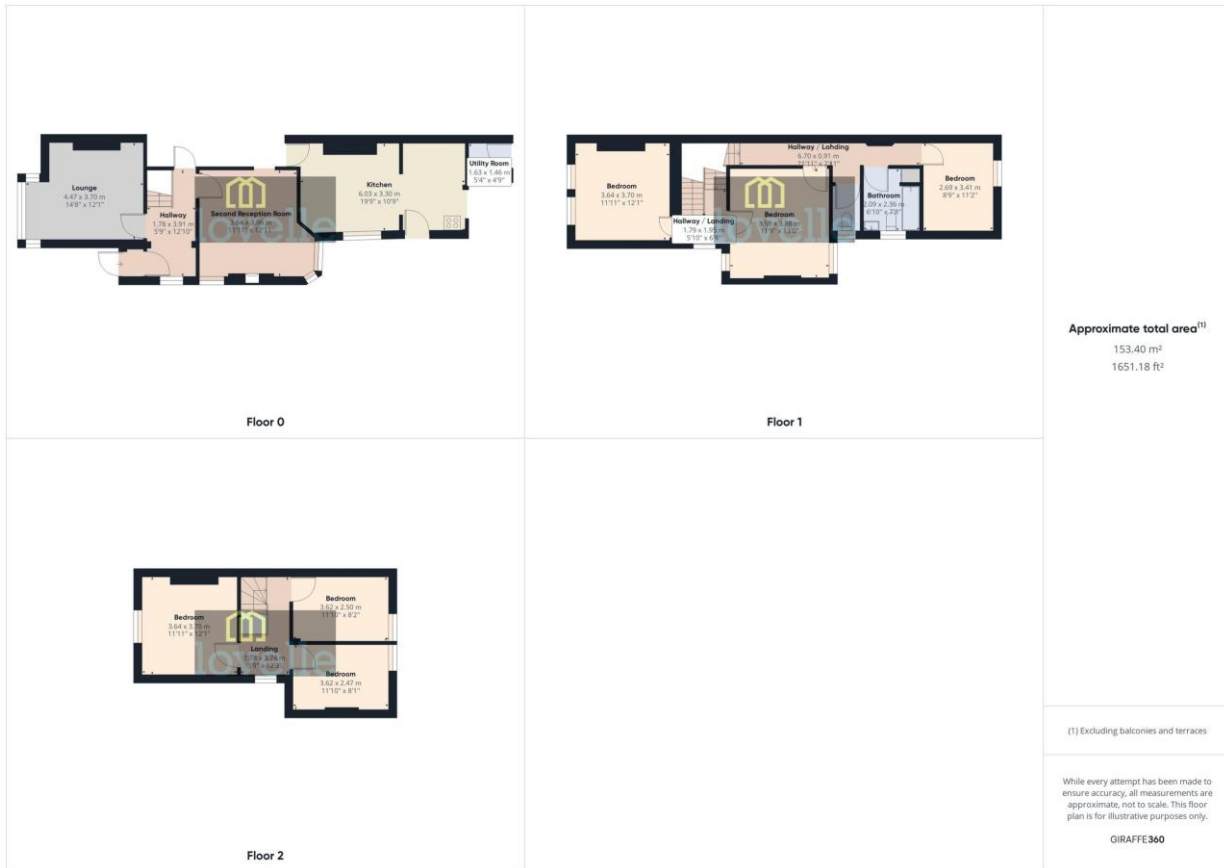 Lounge
4.47 x 3.70 m
14'8" x 12'1"
Hallway
1.78 x 3.91 m
5'9" x 12'10"
Second Reception Room
lovelle
Kitchen
6.03 x 3.30 m
19'9" x 10'9"
Utility Room
1.63 x 1.46 m
5'4" x 4'9"
Floor 0
Bedroom
3.64 x 3.70 m
11'11" x 12'1"
Hallway / Landing
1.79 x 1.95 m
5'10" x
Hallway / Landing
6.70 x 0.91 m
Bedroom
lovelle
Bathroom
2.09 x 2.36 m
6'10" x
Bedroom
2.69 x 3.41 m
8'9" x 11'2"
Floor 1
Bedroom
3.64 x 3.70 m
11'11" x 12'1"
Landing
lovelle
Bedroom
3.62 x 2.50 m
11'10" x 8'2"
Bedroom
3.62 x 2.47 m
11'10" x 8'1"
Floor 2
Approximate total area(1)
153.40 m²
1651.18 ft²
(1) Excluding balconies and terraces
While every attempt has been made to
ensure accuracy, all measurements are
approximate, not to scale. This floor
plan is for illustrative purposes only.
GIRAFFE360